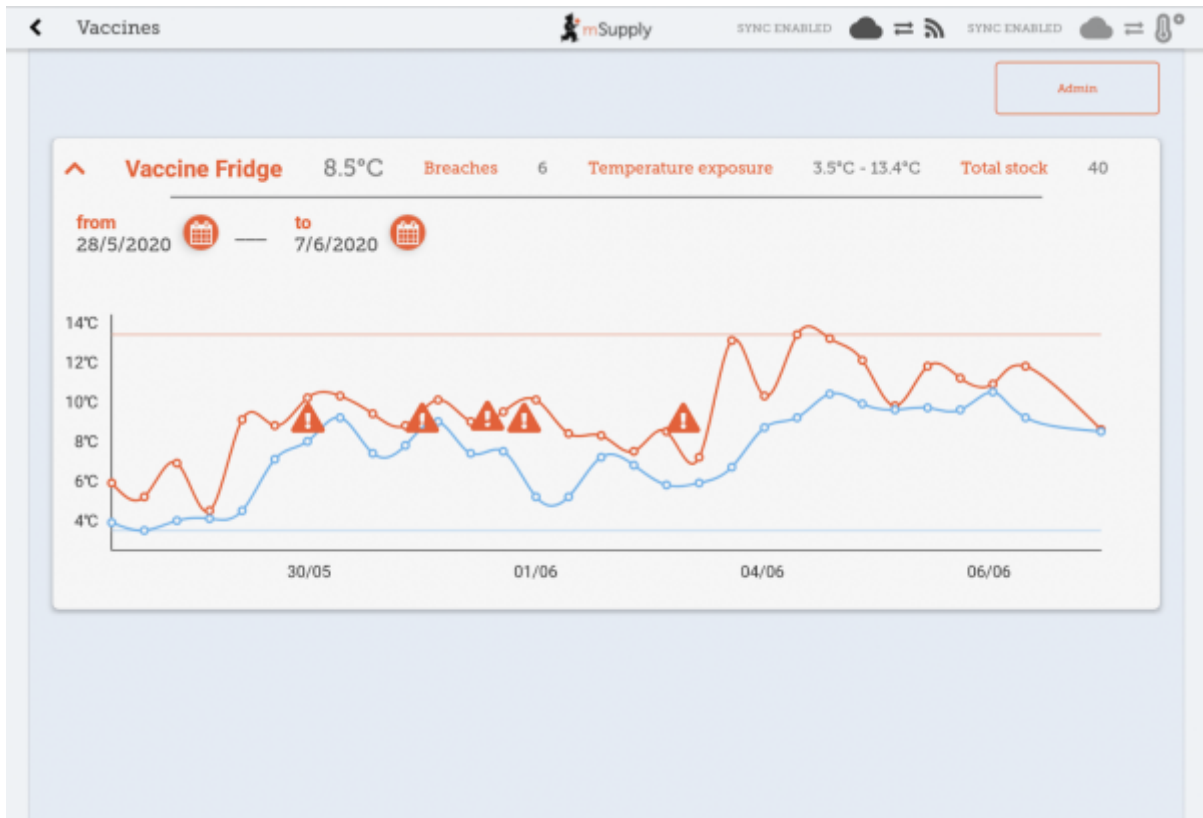 Vaccines mSupply SYNC ENABLED SYNC ENABLED
Admin
Vaccine Fridge 8.5°C Breaches 6 Temperature exposure 3.5°C - 13.4°C Total stock 40
from to
28/5/2020 — 7/6/2020
14°C
12°C
10°C
8°C
6°C
4°C
30/05 01/06 04/06 06/06